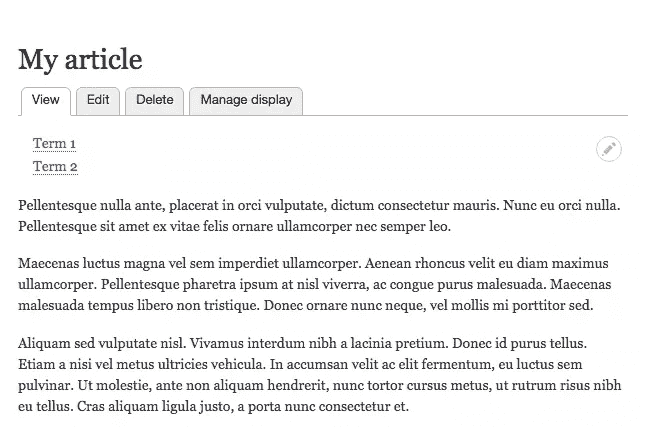 My article
View Edit Delete Manage display
Term 1
Term 2
Pellentesque nulla ante, placerat in orci vulputate, dictum consectetur mauris. Nunc eu orci nulla.
Pellentesque sit amet ex vitae felis ornare ullamcorper nec semper leo.
Maecenas luctus magna vel sem imperdiet ullamcorper. Aenean rhoncus velit eu diam maximus
ullamcorper. Pellentesque pharetra ipsum at nisl viverra, ac congue purus malesuada. Maecenas
malesuada tempus libero non tristique. Donec ornare nunc neque, vel mollis mi porttitor sed.
Aliquam sed vulputate nisl. Vivamus interdum nibh a lacinia pretium. Donec id purus tellus.
Etiam a nisi vel metus ultricies vehicula. In accumsan velit ac elit fermentum, eu luctus sem
pulvinar. Ut molestie, ante non aliquam hendrerit, nunc tortor cursus metus, ut rutrum risus nibh
eu tellus. Cras aliquam ligula justo, a porta nunc consectetur et.